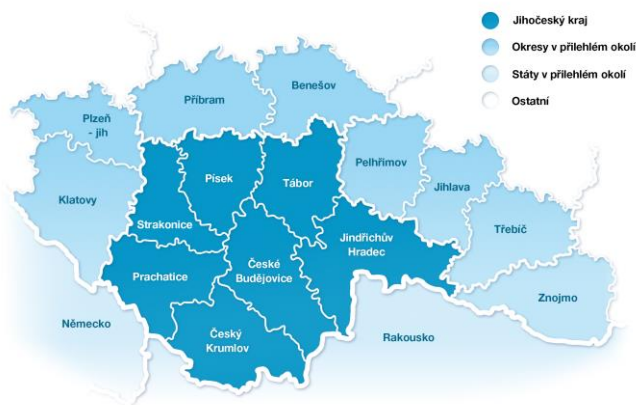 Jihočeský kraj
Okresy v přilehlém okolí
Státy v přilehlém okolí
Ostatní
Benešov
Příbram
Plzeň
- jih
Pelhřimov
Písek
Tábor
Jihlava
Klatovy
Strakonice
Třebíč
Jindřichův
Hradec
České
Budějovice
Prachatice
Znojmo
Německo
Český
Krumlov
Rakousko